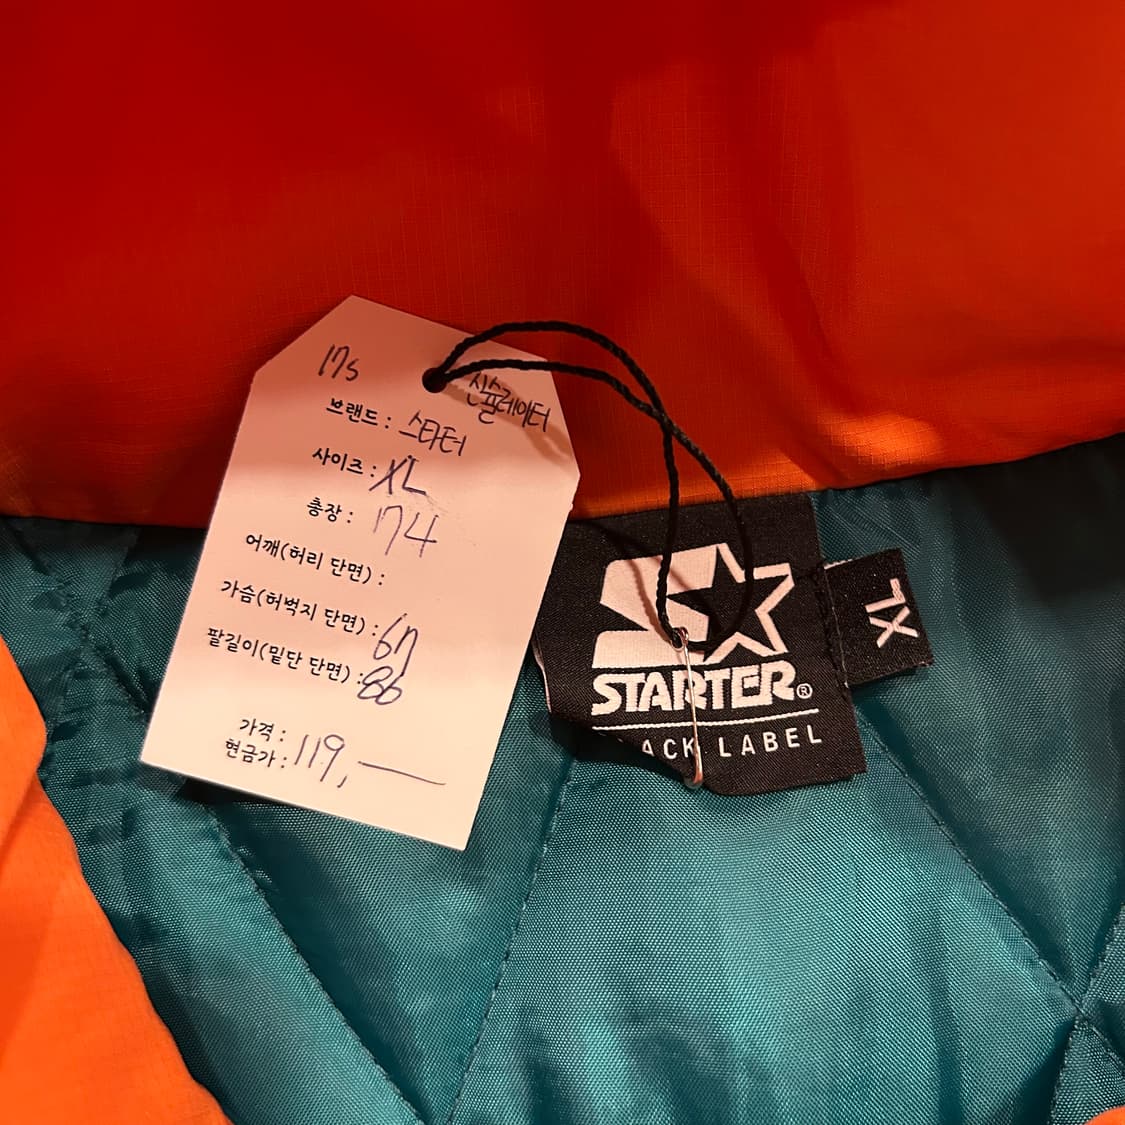 17s
신슐레이터
브랜드 : 스타터
사이즈 : XL
총장 : 174
어깨(허리 단면) :
가슴(허벅지 단면) : 67
팔길이(밑단 단면) : 86
가격 :
현금가 : 119,—
STARTER®
ACK LABEL
XL